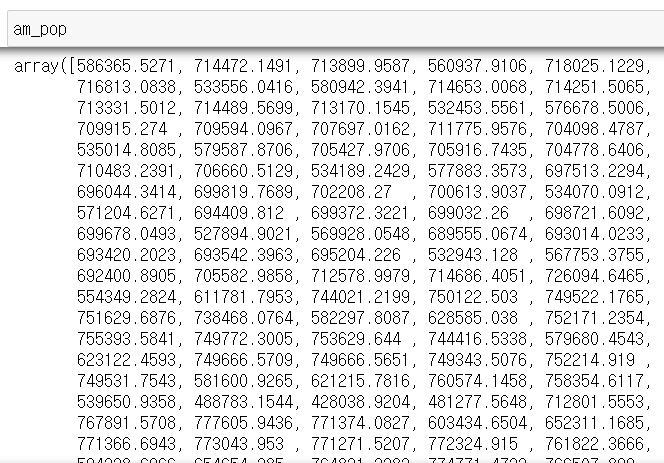 am_pop
array([586365.5271, 714472.1491, 713899.9587, 560937.9106, 718025.1229,
716813.0838, 533556.0416, 580942.3941, 714653.0068, 714251.5065,
713331.5012, 714489.5699, 713170.1545, 532453.5561, 576678.5006,
709915.274 , 709594.0967, 707697.0162, 711775.9576, 704098.4787,
535014.8085, 579587.8706, 705427.9706, 705916.7435, 704778.6406,
710483.2391, 706660.5129, 534189.2429, 577883.3573, 697513.2294,
696044.3414, 699819.7689, 702208.27   , 700613.9037, 534070.0912,
571204.6271, 694409.812 , 699372.3221, 699032.26  , 698721.6092,
699678.0493, 527894.9021, 569928.0548, 689555.0674, 693014.0233,
693420.2023, 693542.3963, 695204.226 , 532943.128 , 567753.3755,
692400.8905, 705582.9858, 712578.9979, 714686.4051, 726094.6465,
554349.2824, 611781.7953, 744021.2199, 750122.503 , 749522.1765,
751629.6876, 738468.0764, 582297.8087, 628585.038 , 752171.2354,
755393.5841, 749772.3005, 753629.644 , 744416.5338, 579680.4543,
623122.4593, 749666.5709, 749666.5651, 749343.5076, 752214.919 ,
749531.7543, 581600.9265, 621215.7816, 760574.1458, 758354.6117,
539650.9358, 488783.1544, 428038.9204, 481277.5648, 712801.5553,
767891.5708, 777605.9436, 771374.0827, 603434.6504, 652311.1685,
771366.6943, 773043.953 , 771271.5207, 772324.915 , 761822.3666,